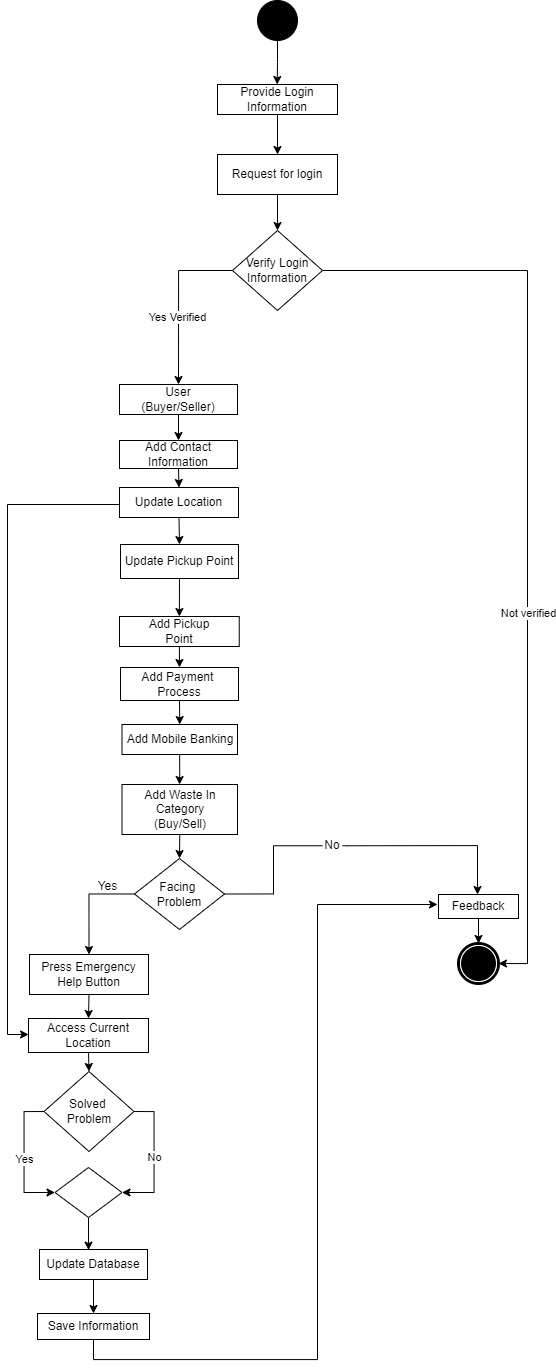 Provide Login
Information
Request for login
Verify Login
Information
Yes Verified
User
(Buyer/Seller)
Add Contact
Information
Update Location
Update Pickup Point
Not verified
Add Pickup
Point
Add Payment
Process
Add Mobile Banking
Add Waste In
Category
(Buy/Sell)
No
Facing
Problem
Yes
Feedback
Press Emergency
Help Button
Access Current
Location
Solved
Problem
Yes
No
Update Database
Save Information